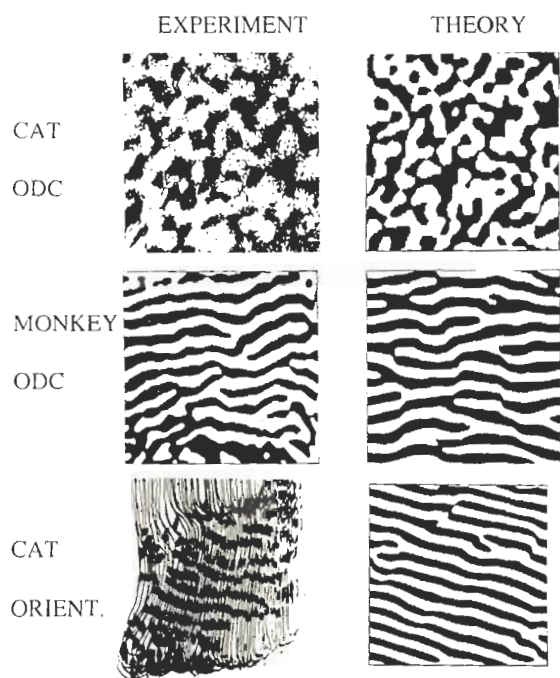 EXPERIMENT THEORY
CAT
ODC
MONKEY
ODC
CAT
ORIENT.